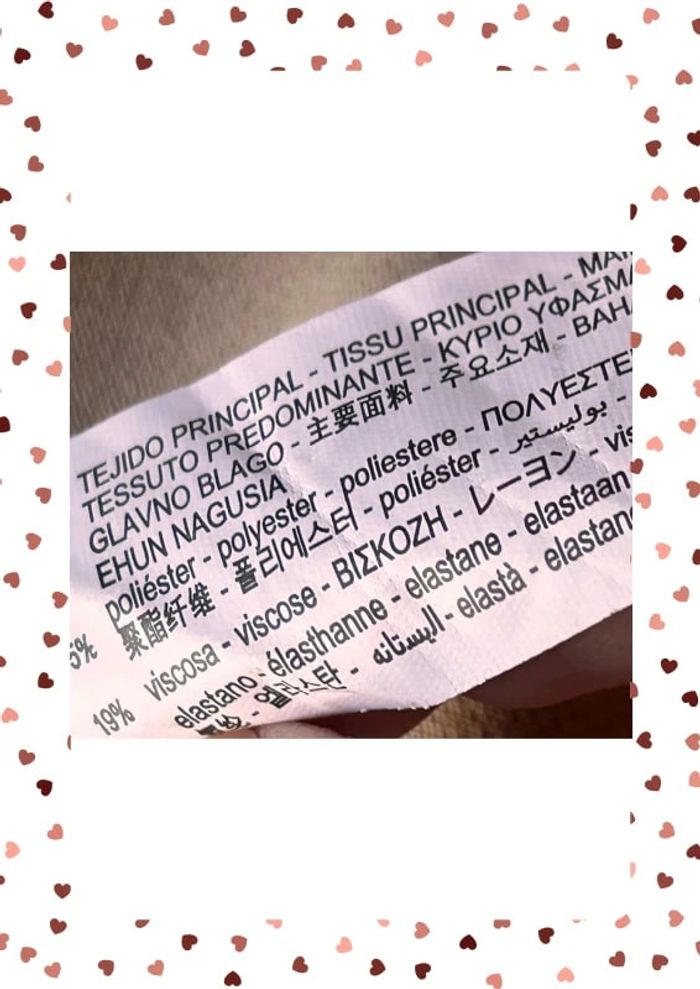 TEJIDO PRINCIPAL - TISSU PRINCIPAL -
TESSUTO PREDOMINANTE - ΚΥΡΙΟ ΥΦΑΣΜΑ
GLAVNO BLAGO - 主要面料 - 주요소재 - BAHA
EHUN NAGUSIA
poliéster - polyester - poliestere - ΠΟΛΥΕΣΤΕ
聚酯纤维 - 폴리에스터 - poliéster - بوليستير -
19% viscosa - viscose - ΒΙΣΚΟΖΗ - レーヨン - vis
elastano - élasthanne - elastane - elastaan
엘라스탄 - اليستانه - elastà - elastan